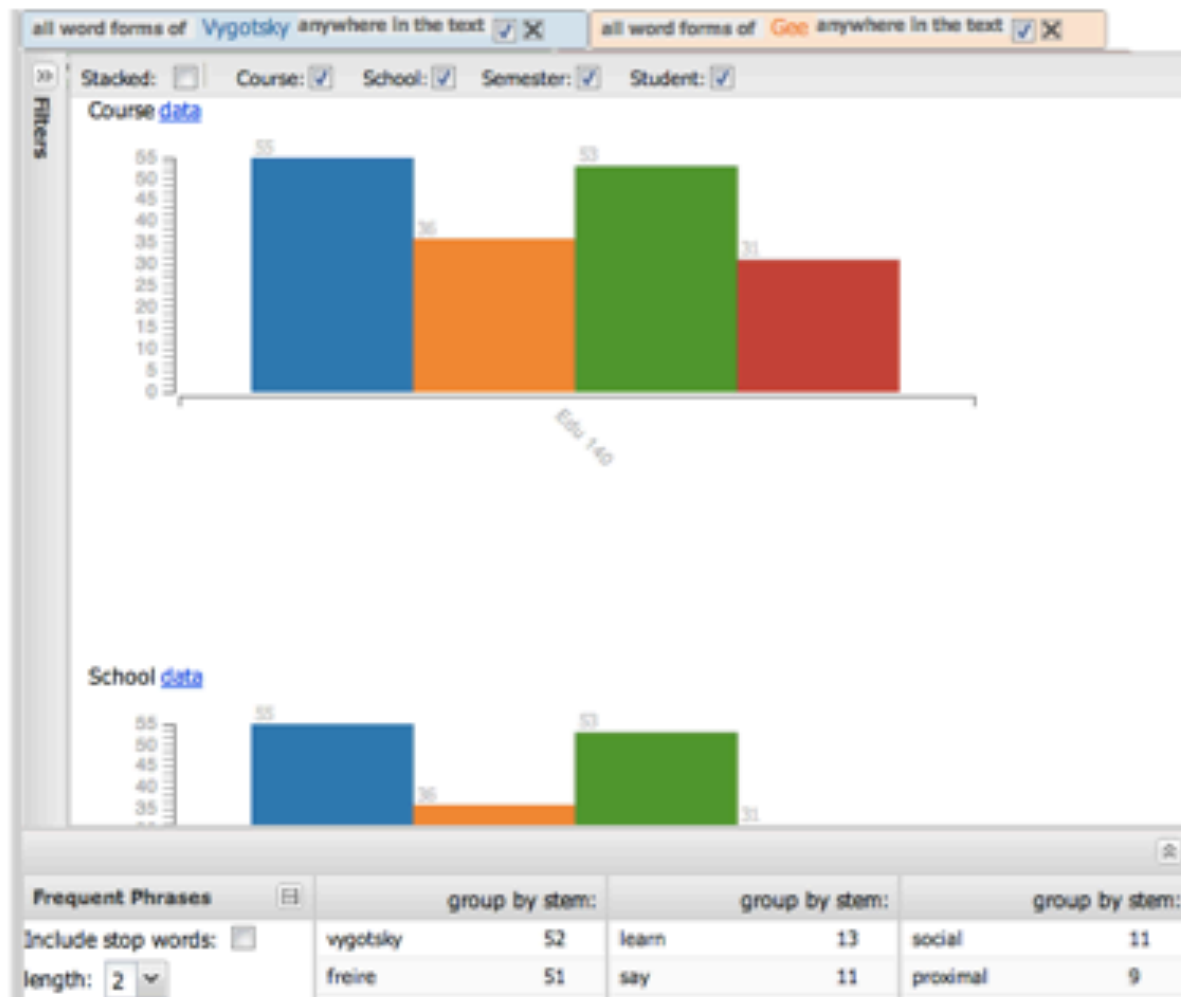 all word forms of Vygotsky anywhere in the text
all word forms of Gee anywhere in the text
Filters
Stacked: Course: School: Semester: Student:
Course data
55
50
45
40
35
30
25
20
15
10
5
0
55
36
53
31
Edu 140
School data
55
50
45
40
35
55
36
53
31
Frequent Phrases group by stem: group by stem: group by stem:
Include stop words: vygotsky 52 learn 13 social 11
length: 2 freire 51 say 11 proximal 9